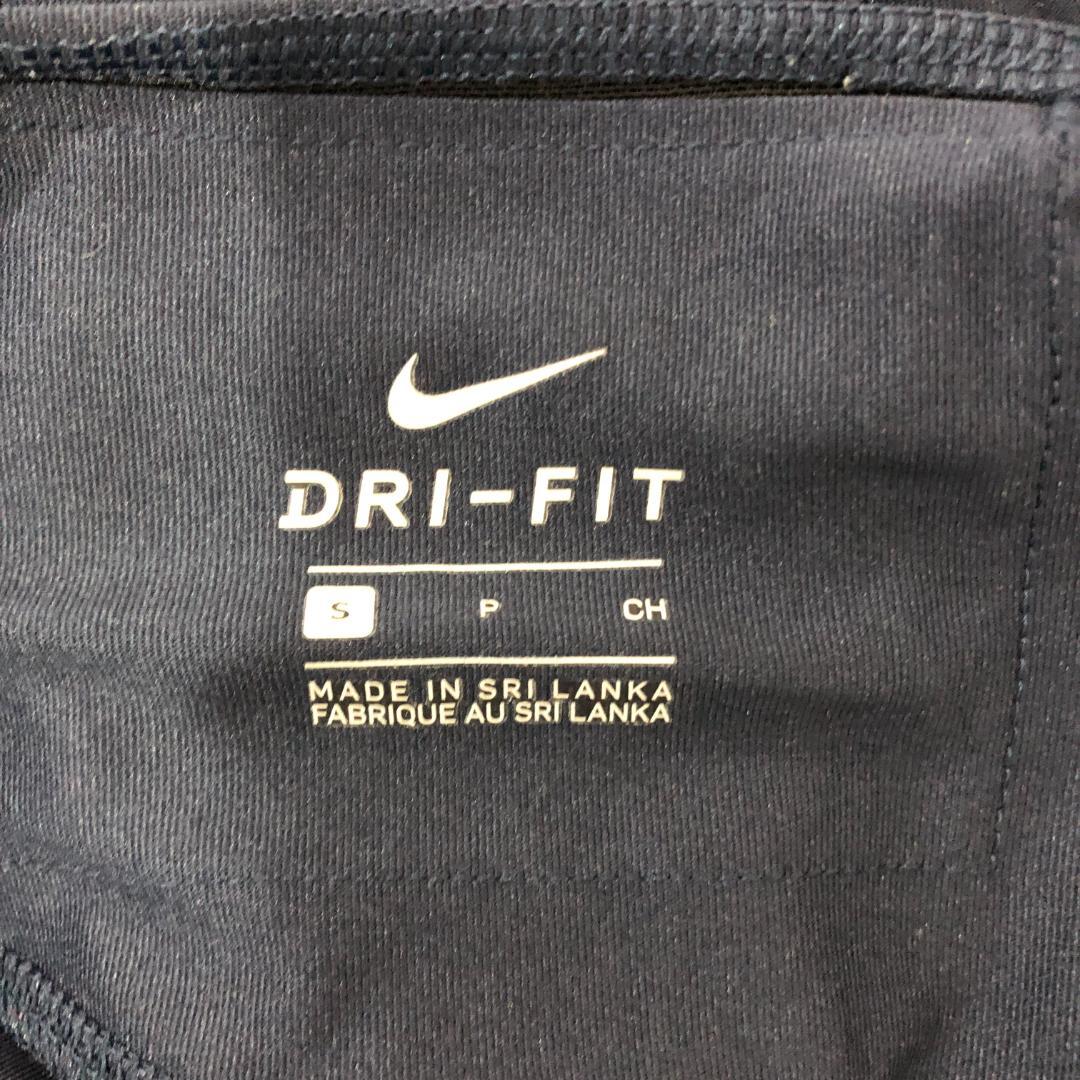 DRI-FIT
S P CH
MADE IN SRI LANKA
FABRIQUE AU SRI LANKA